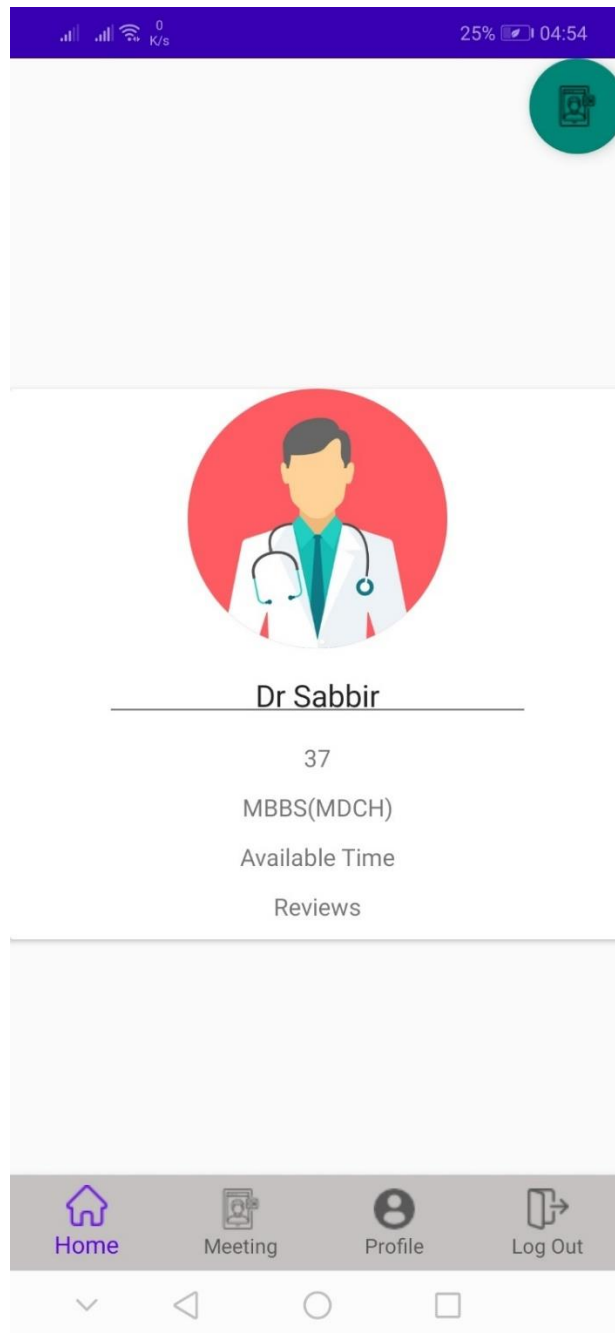 0
K/s
25% 04:54
Dr Sabbir
37
MBBS(MDCH)
Available Time
Reviews
Home Meeting Profile Log Out